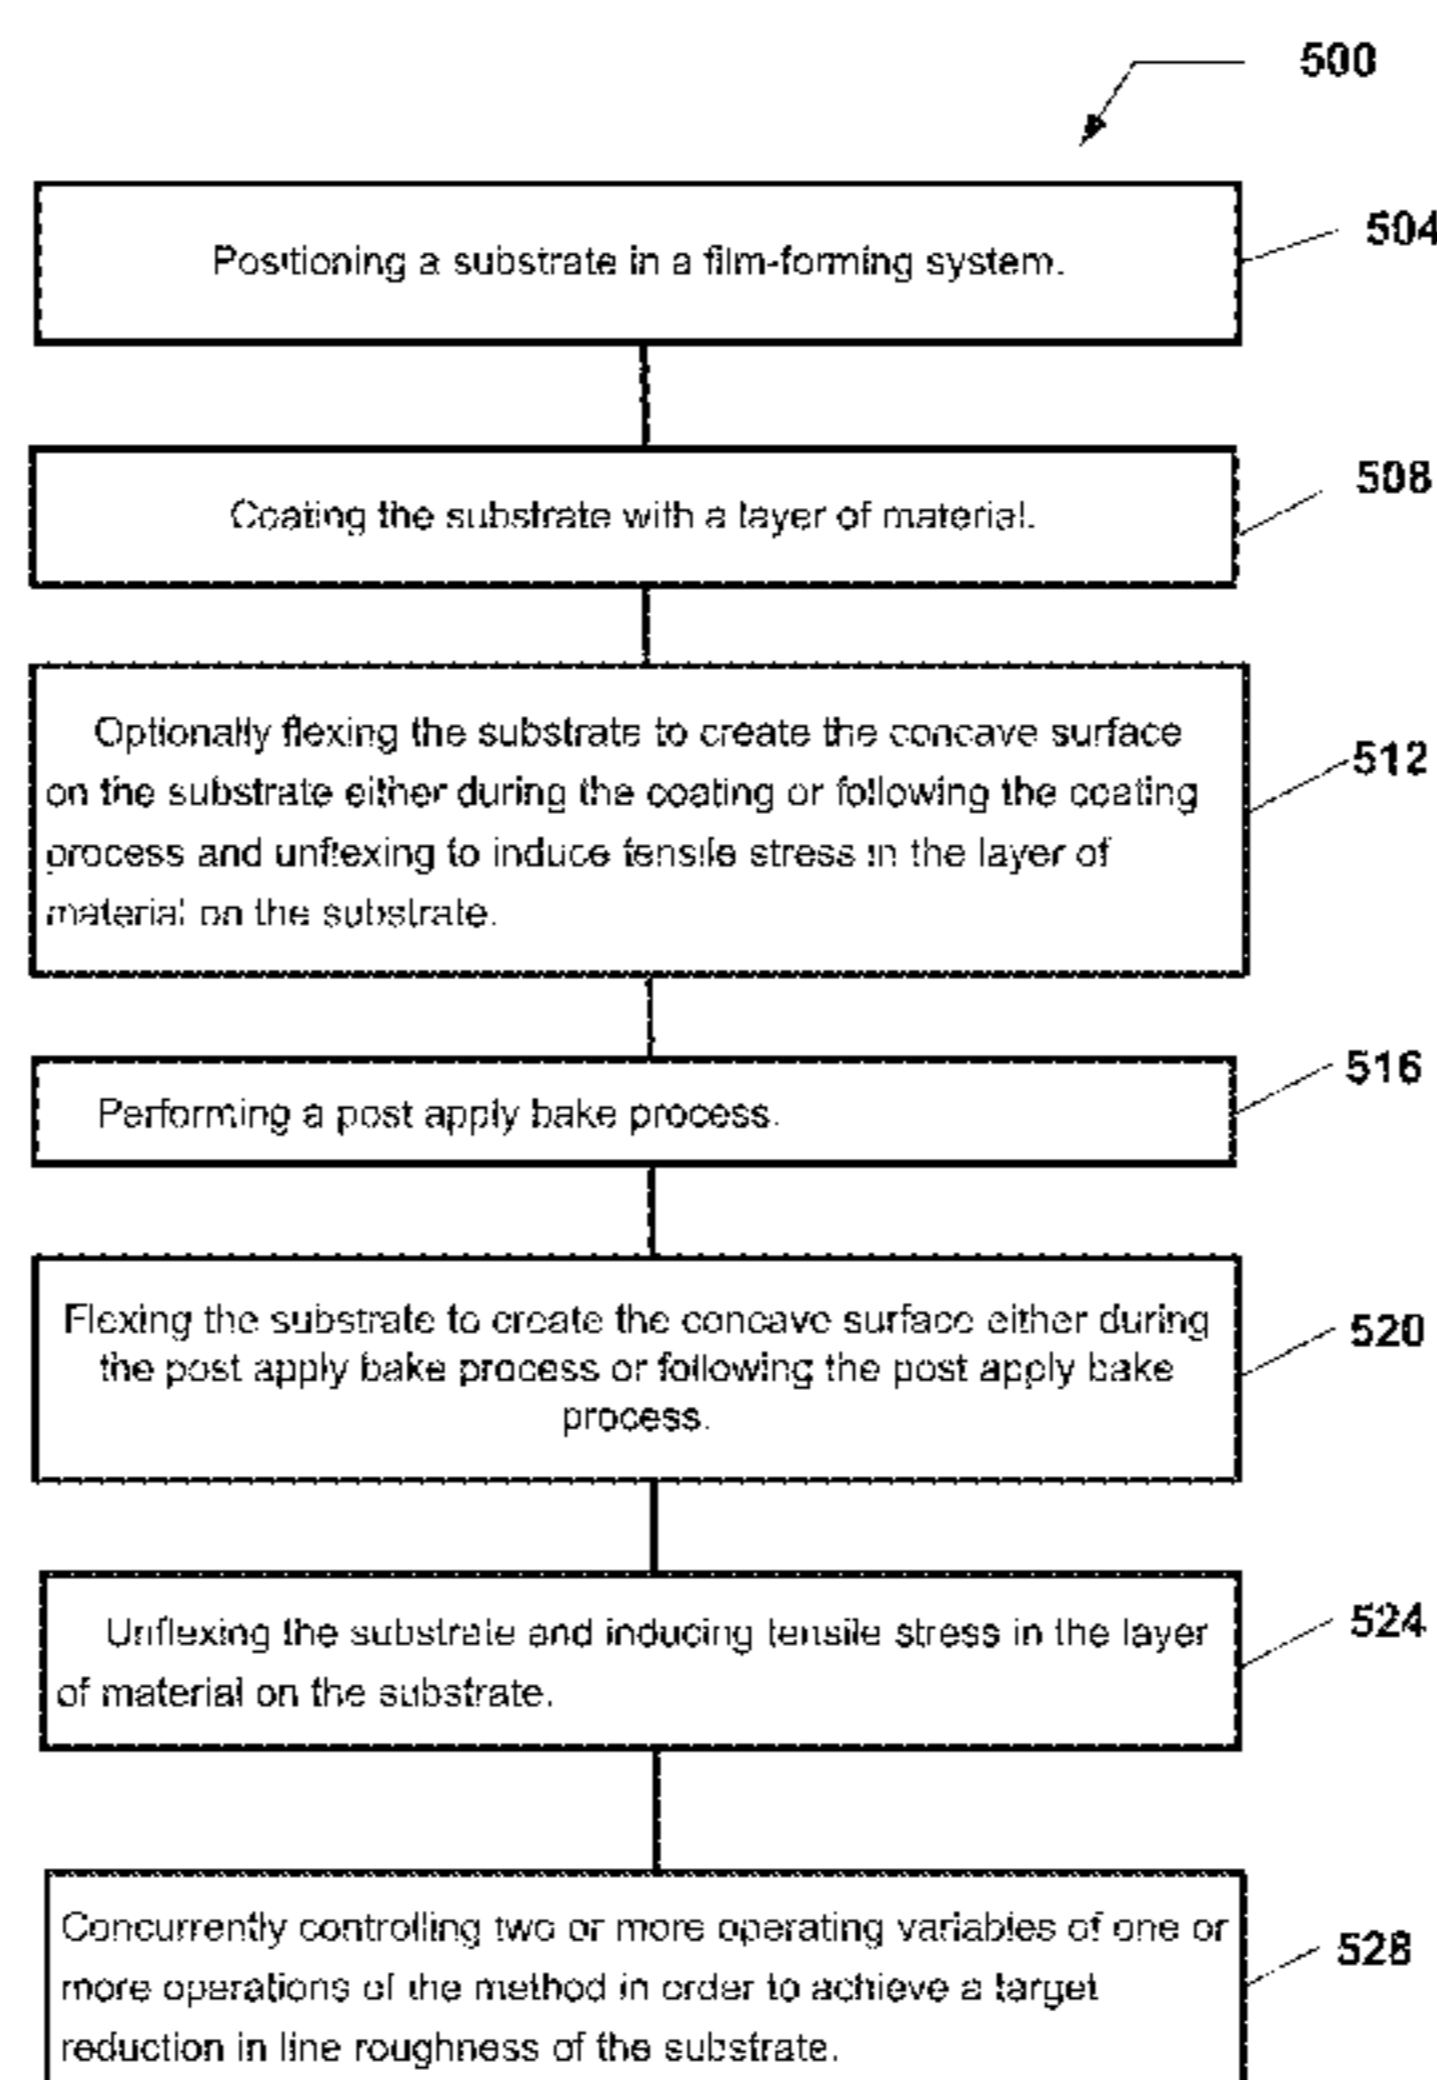 500
Positioning a substrate in a film-forming system.
504
Coating the substrate with a layer of material.
508
Optionally flexing the substrate to create the concave surface
on the substrate either during the coating or following the coating
process and unflexing to induce tensile stress in the layer of
material on the substrate.
512
Performing a post apply bake process.
516
Flexing the substrate to create the concave surface either during
the post apply bake process or following the post apply bake
process.
520
Unflexing the substrate and inducing tensile stress in the layer
of material on the substrate.
524
Concurrently controlling two or more operating variables of one or
more operations of the method in order to achieve a target
reduction in line roughness of the substrate.
528